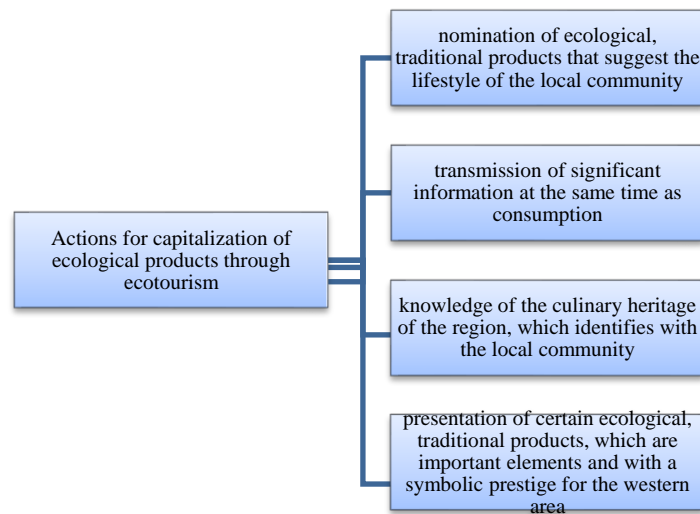 nomination of ecological,
traditional products that suggest the
lifestyle of the local community
transmission of significant
information at the same time as
consumption
Actions for capitalization of
ecological products through
ecotourism
knowledge of the culinary heritage
of the region, which identifies with
the local community
presentation of certain ecological,
traditional products, which are
important elements and with a
symbolic prestige for the western
area